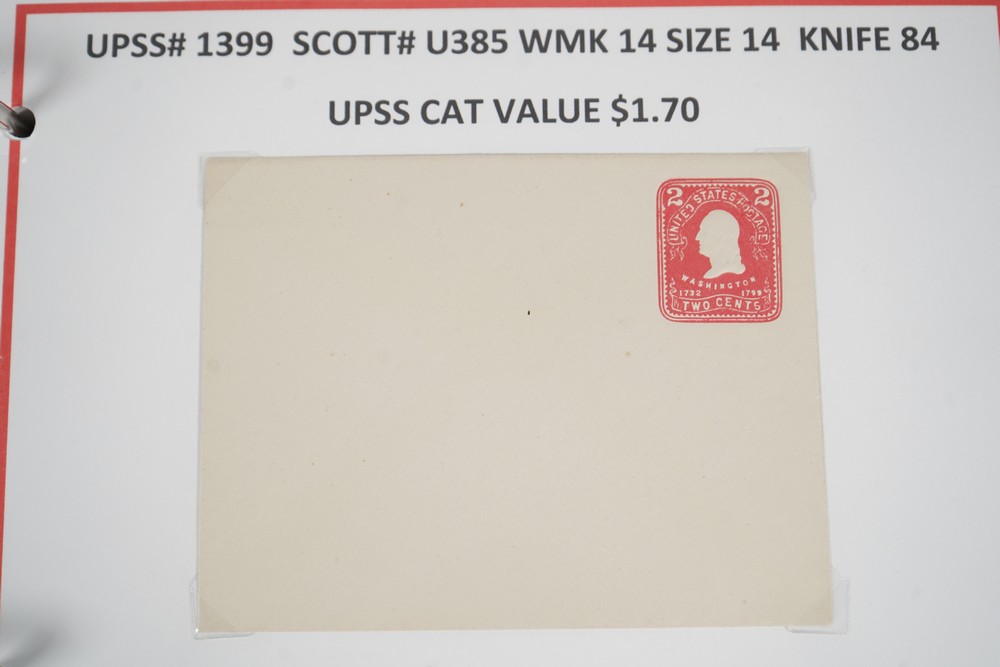 UPSS# 1399 SCOTT# U385 WMK 14 SIZE 14 KNIFE 84
UPSS CAT VALUE $1.70
2 2
UNITED STATES POSTAGE
WASHINGTON
1732 1799
TWO CENTS